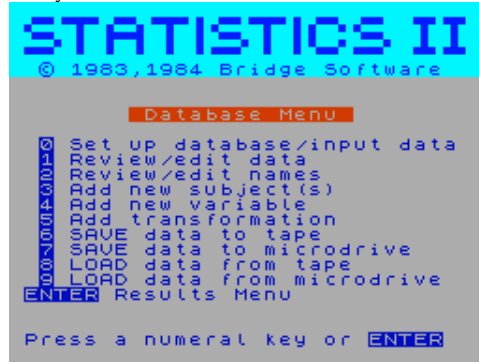 STATISTICS II
© 1983,1984 Bridge Software
Database Menu
0 Set up database/input data
1 Review/edit data
2 Review/edit names
3 Add new subject(s)
4 Add new variable
5 Add transformation
6 SAVE data to tape
7 SAVE data to microdrive
8 LOAD data from tape
9 LOAD data from microdrive
ENTER Results Menu
Press a numeral key or ENTER